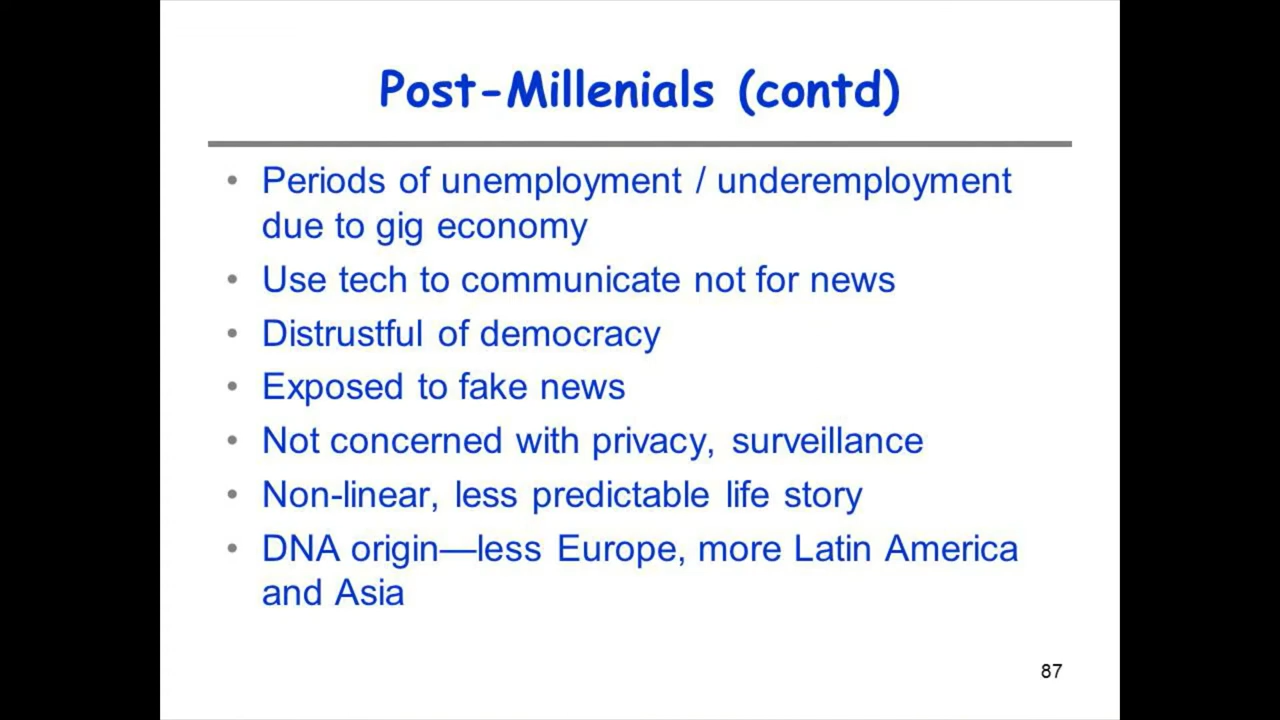 Post-Millenials (contd)
• Periods of unemployment / underemployment
due to gig economy
• Use tech to communicate not for news
• Distrustful of democracy
• Exposed to fake news
• Not concerned with privacy, surveillance
• Non-linear, less predictable life story
• DNA origin—less Europe, more Latin America
and Asia
87